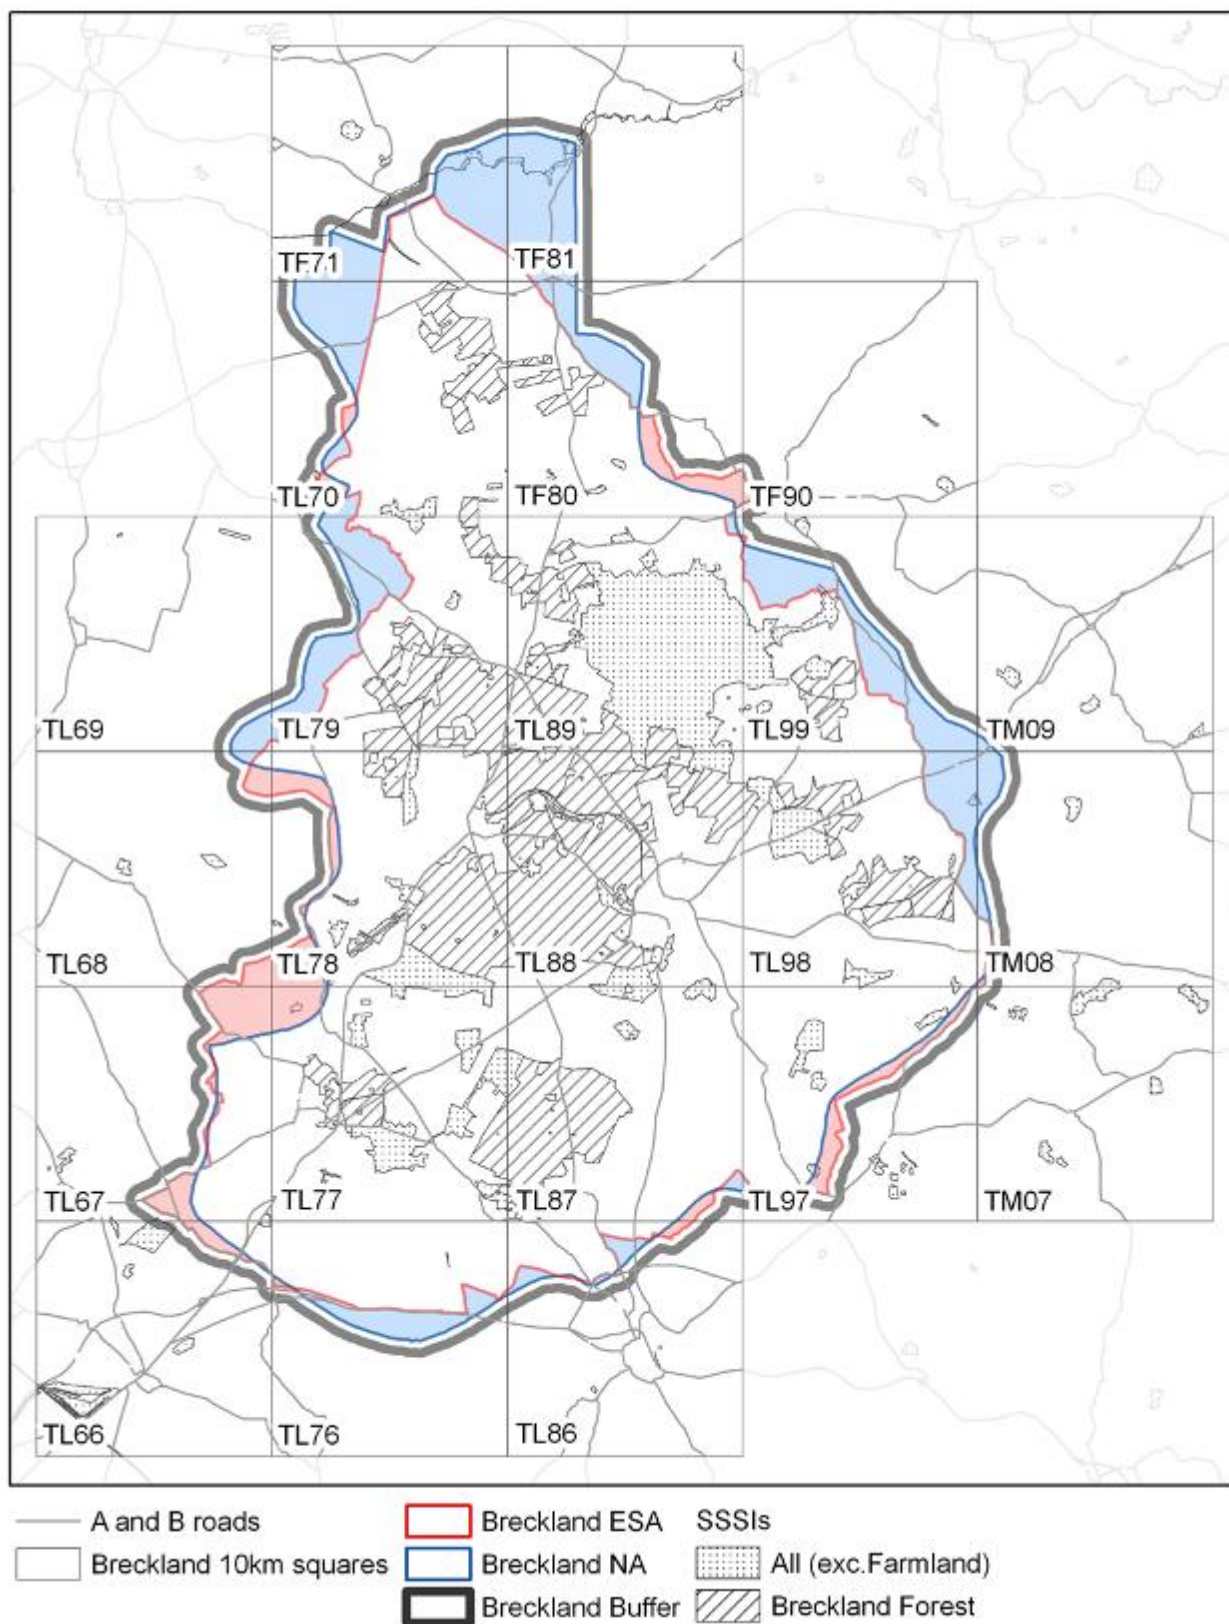 TF71 TF81
TL70 TF80 TF90
TL69 TL79 TL89 TL99 TM09
TL68 TL78 TL88 TL98 TM08
TL67 TL77 TL87 TL97 TM07
TL66 TL76 TL86
A and B roads
Breckland 10km squares
Breckland ESA
Breckland NA
Breckland Buffer
SSSIs
All (exc.Farmland)
Breckland Forest